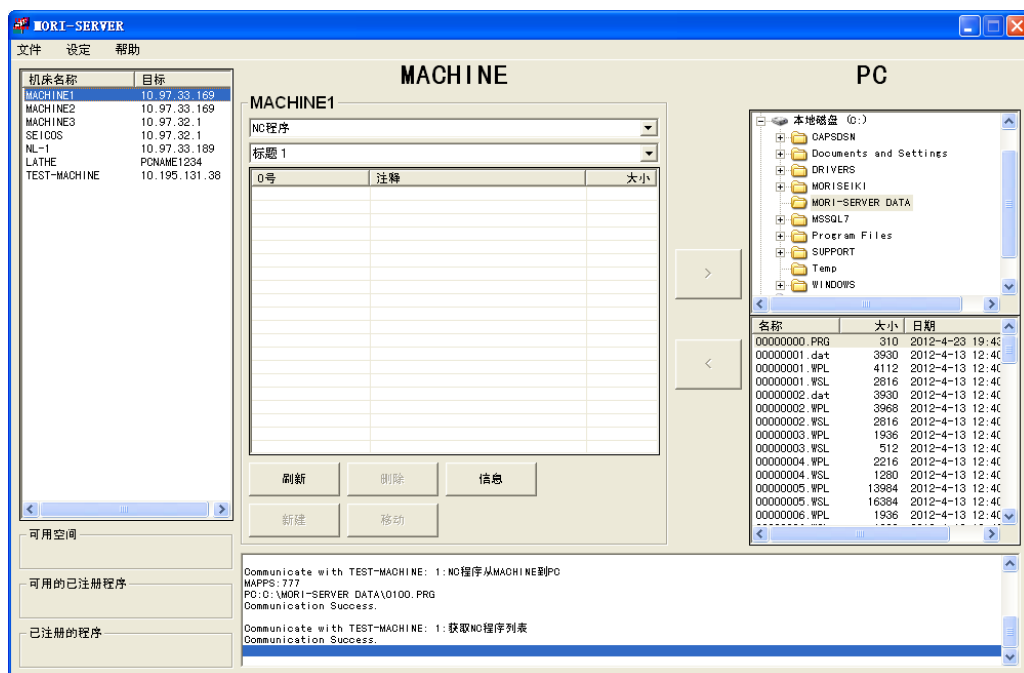 MORI-SERVER
文件 设定 帮助
机床名称 目标
MACHINE1 10.97.33.169
MACHINE2 10.97.33.169
MACHINE3 10.97.32.1
SEICOS 10.97.32.1
NL-1 10.97.33.189
LATHE PCNAME1234
TEST-MACHINE 10.195.131.38
可用空间
可用的已注册程序
已注册的程序
MACHINE
MACHINE1
NC程序
标题 1
O号 注释 大小
刷新 删除 信息
新建 移动
>
<
PC
本地磁盘 (C:)
CAPSDSN
Documents and Settings
DRIVERS
MORISEIKI
MORI-SERVER DATA
MSSQL7
Program Files
SUPPORT
Temp
WINDOWS
名称 大小 日期
00000000.PRG 310 2012-4-23 19:43
00000001.dat 3930 2012-4-13 12:40
00000001.WPL 4112 2012-4-13 12:40
00000001.WSL 2816 2012-4-13 12:40
00000002.dat 3930 2012-4-13 12:40
00000002.WPL 3968 2012-4-13 12:40
00000002.WSL 2816 2012-4-13 12:40
00000003.WPL 1936 2012-4-13 12:40
00000003.WSL 512 2012-4-13 12:40
00000004.WPL 2216 2012-4-13 12:40
00000004.WSL 1280 2012-4-13 12:40
00000005.WPL 13984 2012-4-13 12:40
00000005.WSL 16384 2012-4-13 12:40
00000006.WPL 1936 2012-4-13 12:40
Communicate with TEST-MACHINE: 1:NC程序从MACHINE到PC
MAPPS:777
PC:C:\MORI-SERVER DATA\O100.PRG
Communication Success.
Communicate with TEST-MACHINE: 1:获取NC程序列表
Communication Success.